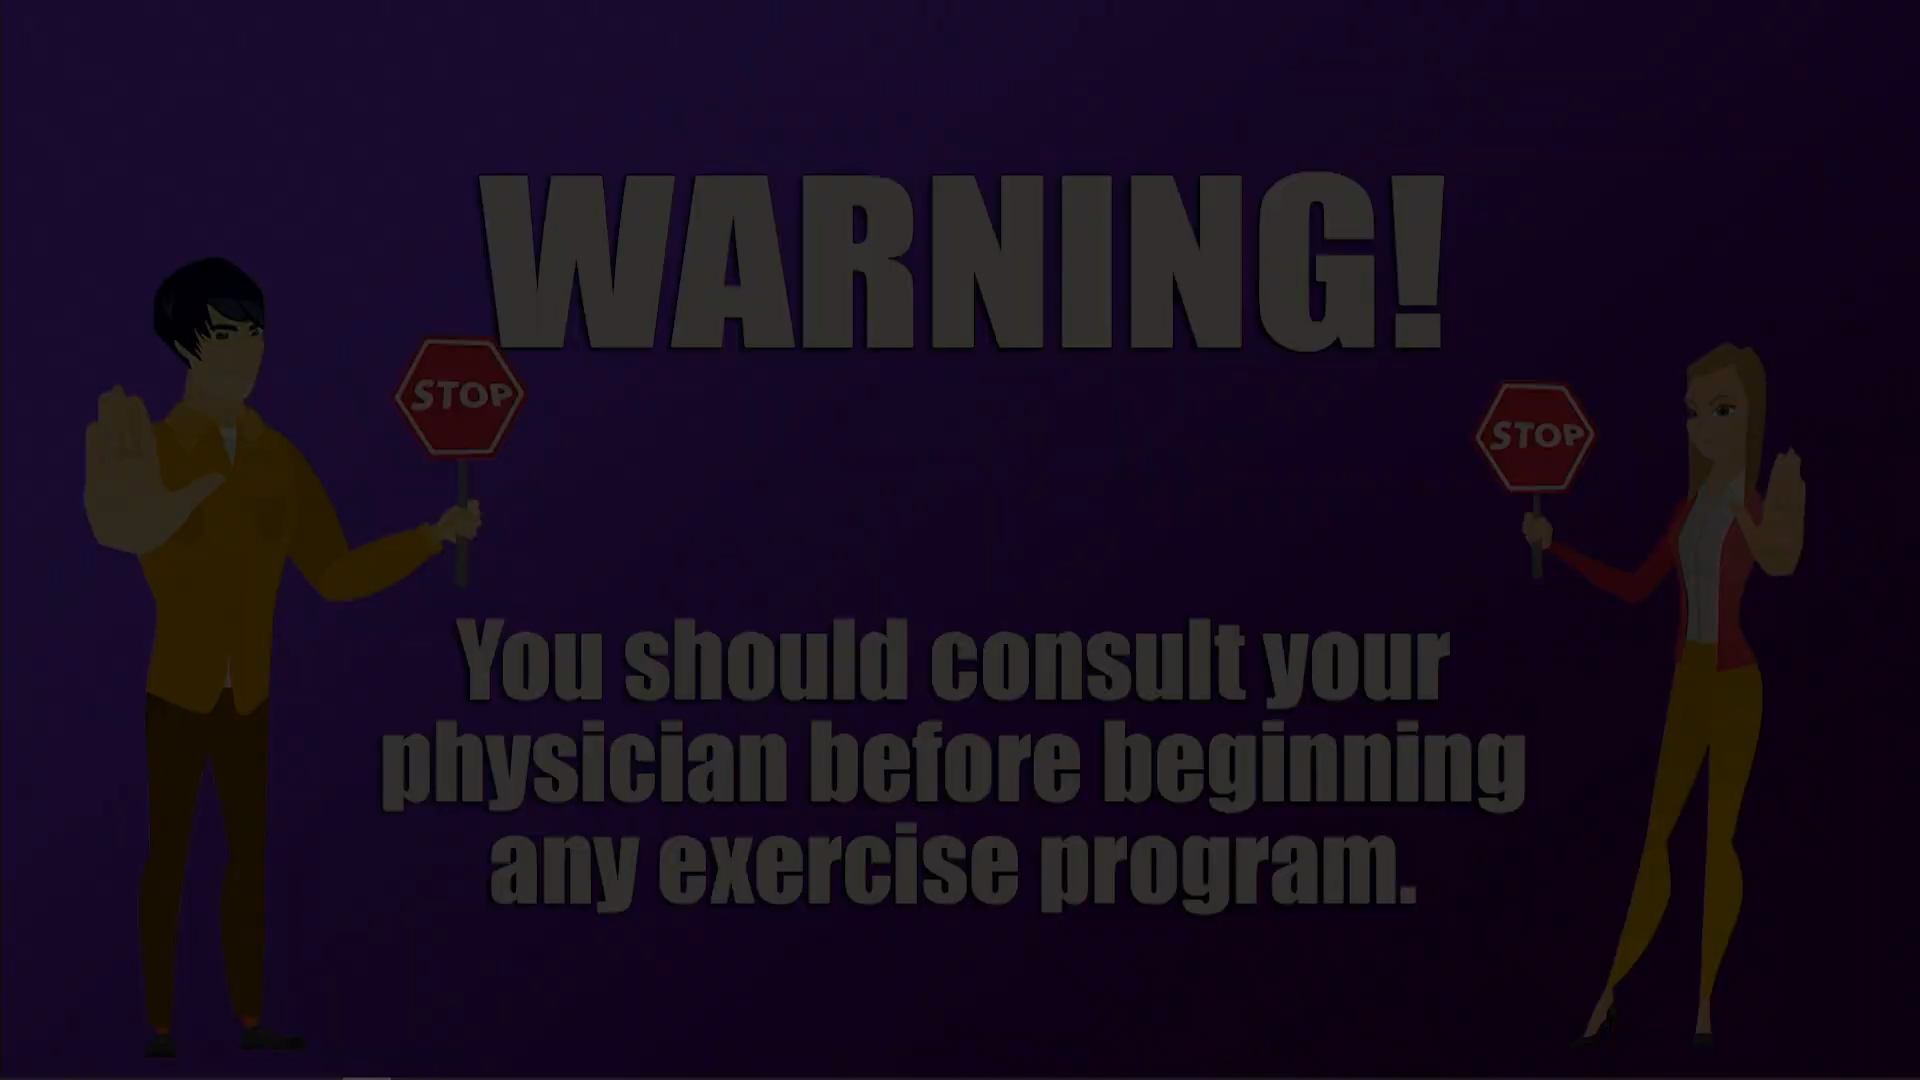 WARNING!
STOP
STOP
You should consult your
physician before beginning
any exercise program.